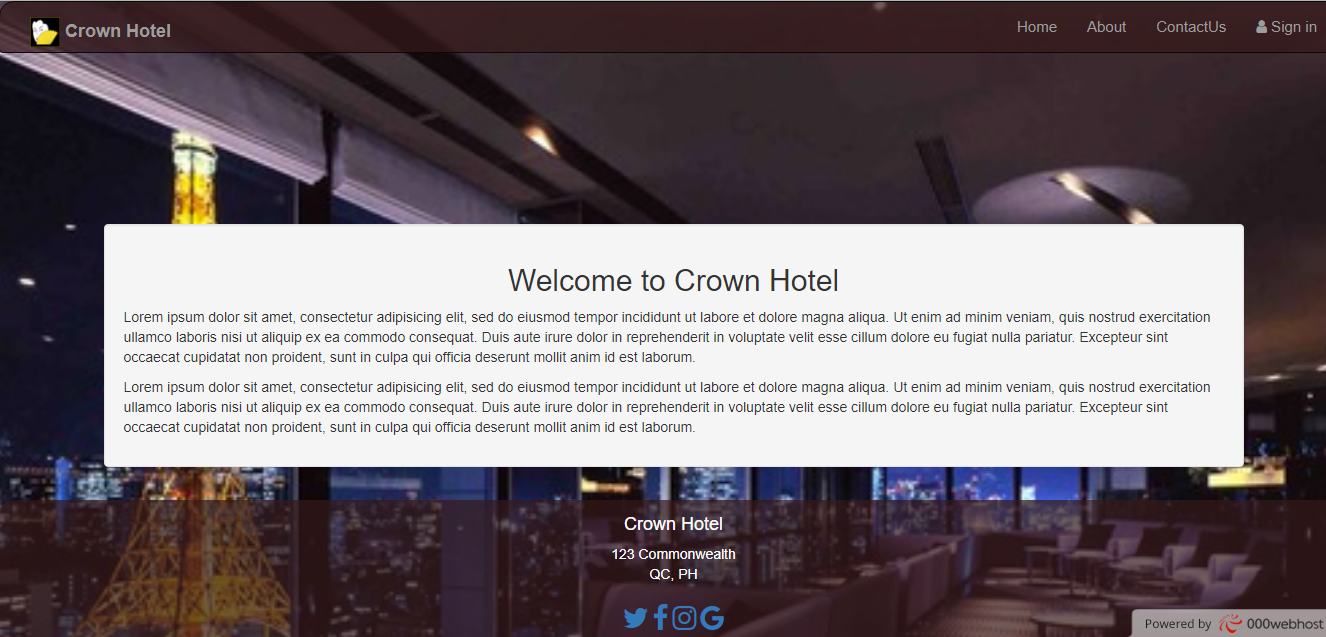 Crown Hotel
Home About ContactUs Sign in
Welcome to Crown Hotel
Lorem ipsum dolor sit amet, consectetur adipisicing elit, sed do eiusmod tempor incididunt ut labore et dolore magna aliqua. Ut enim ad minim veniam, quis nostrud exercitation
ullamco laboris nisi ut aliquip ex ea commodo consequat. Duis aute irure dolor in reprehenderit in voluptate velit esse cillum dolore eu fugiat nulla pariatur. Excepteur sint
occaecat cupidatat non proident, sunt in culpa qui officia deserunt mollit anim id est laborum.
Lorem ipsum dolor sit amet, consectetur adipisicing elit, sed do eiusmod tempor incididunt ut labore et dolore magna aliqua. Ut enim ad minim veniam, quis nostrud exercitation
ullamco laboris nisi ut aliquip ex ea commodo consequat. Duis aute irure dolor in reprehenderit in voluptate velit esse cillum dolore eu fugiat nulla pariatur. Excepteur sint
occaecat cupidatat non proident, sunt in culpa qui officia deserunt mollit anim id est laborum.
Crown Hotel
123 Commonwealth
QC, PH
Powered by 000webhost